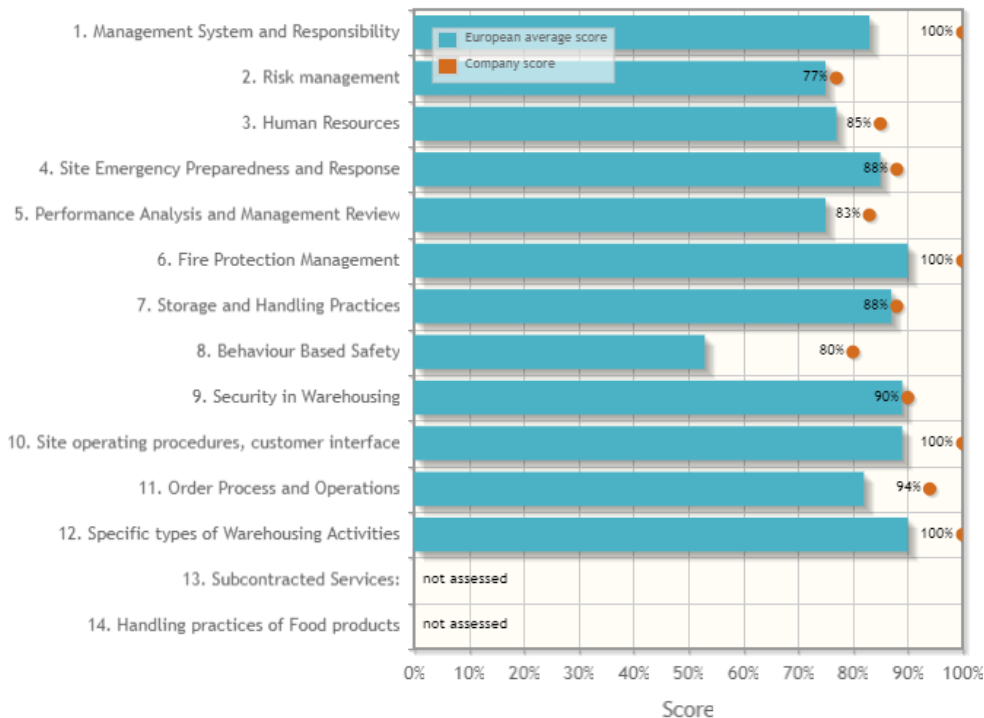 1. Management System and Responsibility
100%
European average score
Company score
2. Risk management
77%
3. Human Resources
85%
4. Site Emergency Preparedness and Response
88%
5. Performance Analysis and Management Review
83%
6. Fire Protection Management
100%
7. Storage and Handling Practices
88%
8. Behaviour Based Safety
80%
9. Security in Warehousing
90%
10. Site operating procedures, customer interface
100%
11. Order Process and Operations
94%
12. Specific types of Warehousing Activities
100%
13. Subcontracted Services:
not assessed
14. Handling practices of Food products
not assessed
0% 10% 20% 30% 40% 50% 60% 70% 80% 90% 100%
Score